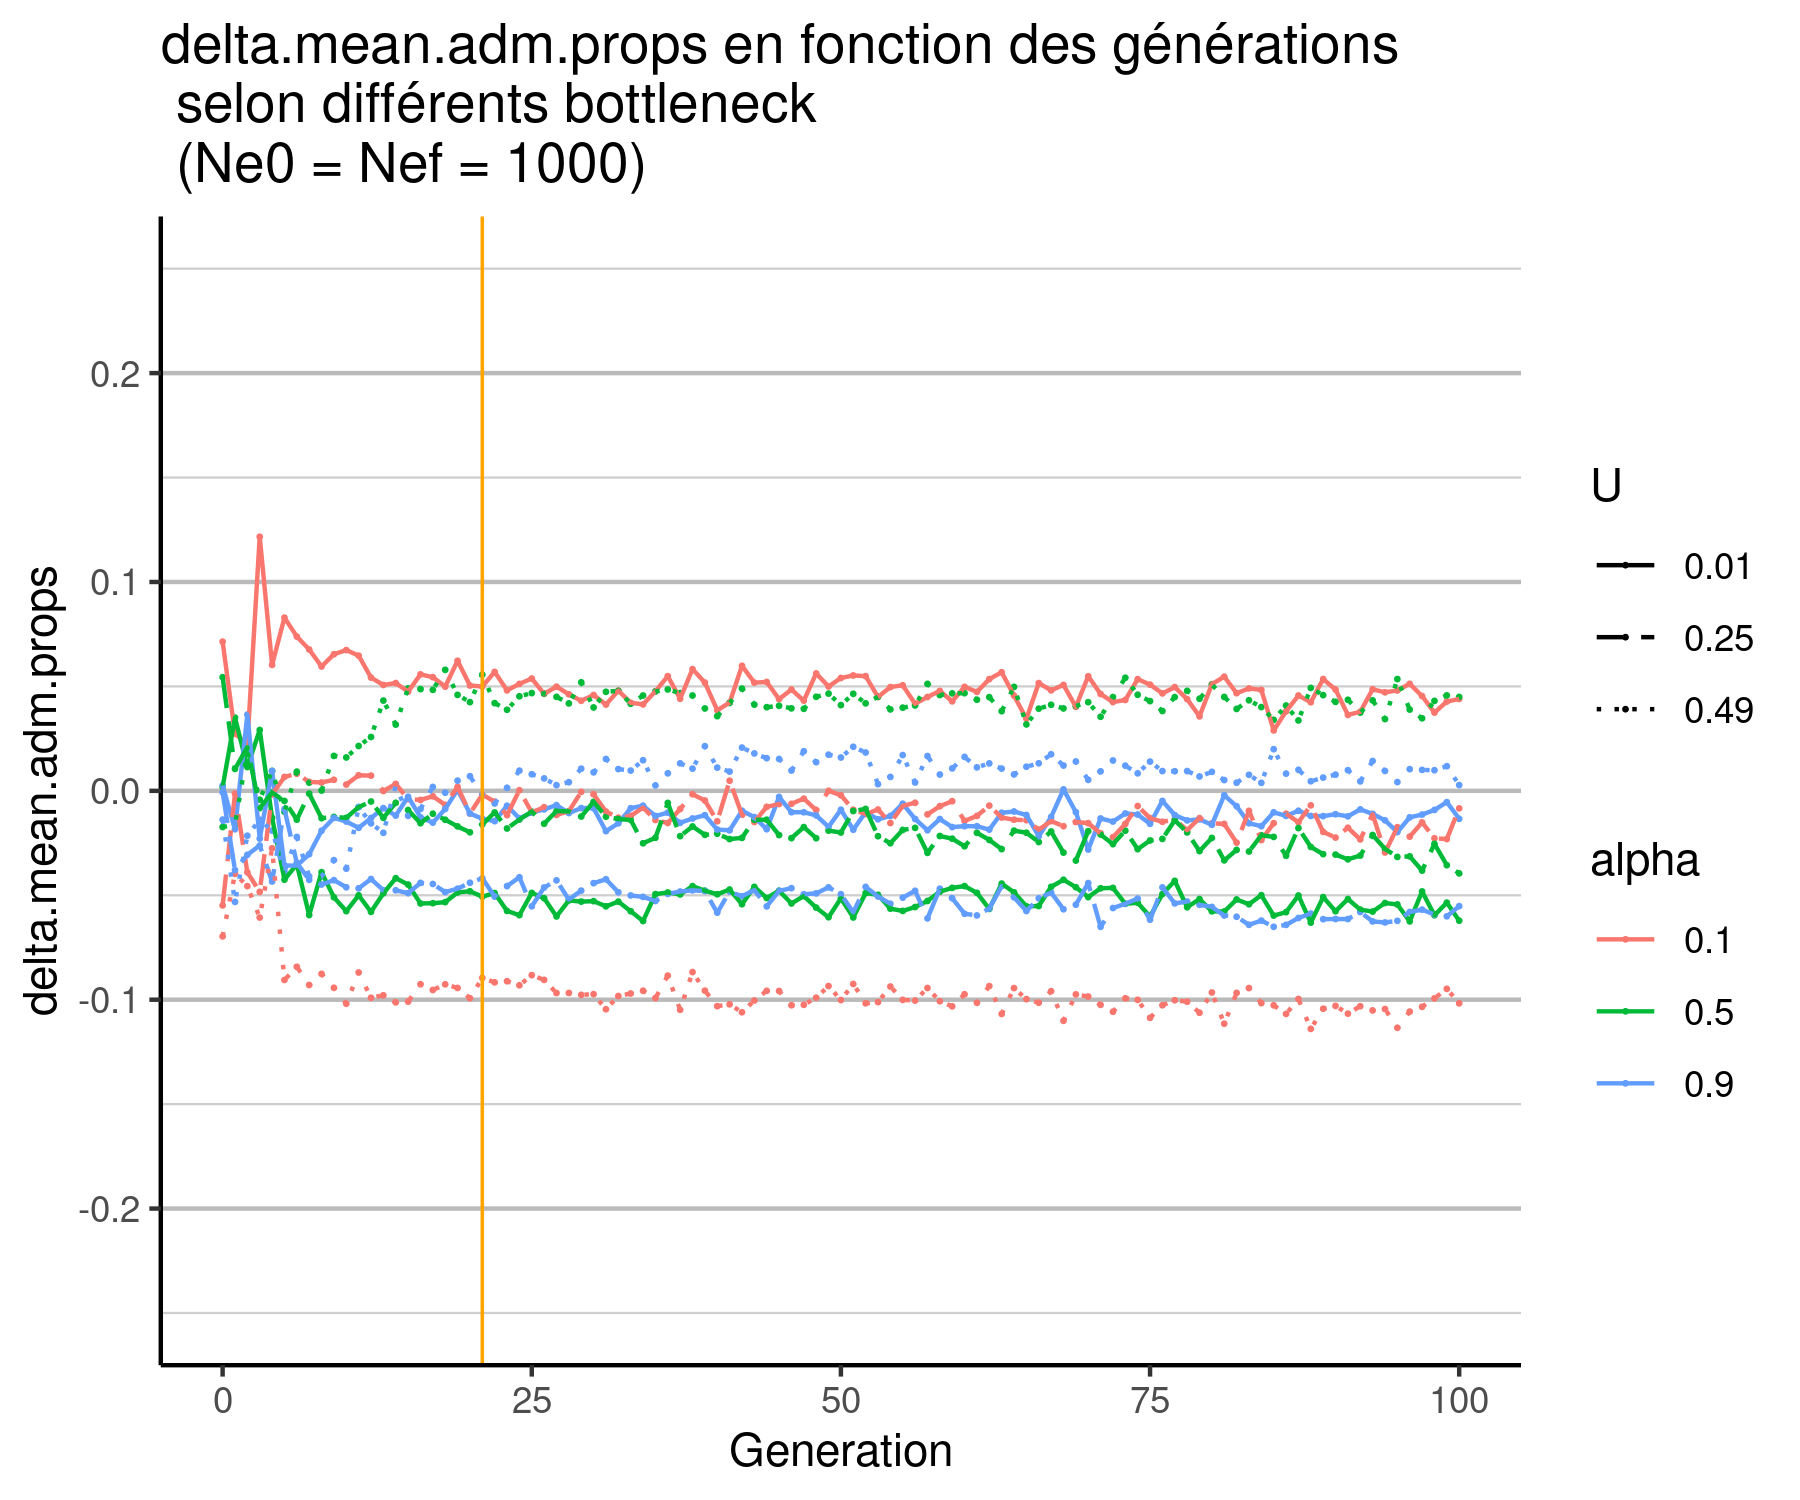 delta.mean.adm.props en fonction des générations
selon différents bottleneck
(Ne0 = Nef = 1000)
delta.mean.adm.props
0.2
0.1
0.0
-0.1
-0.2
0
25
50
75
100
Generation
U
0.01
0.25
0.49
alpha
0.1
0.5
0.9